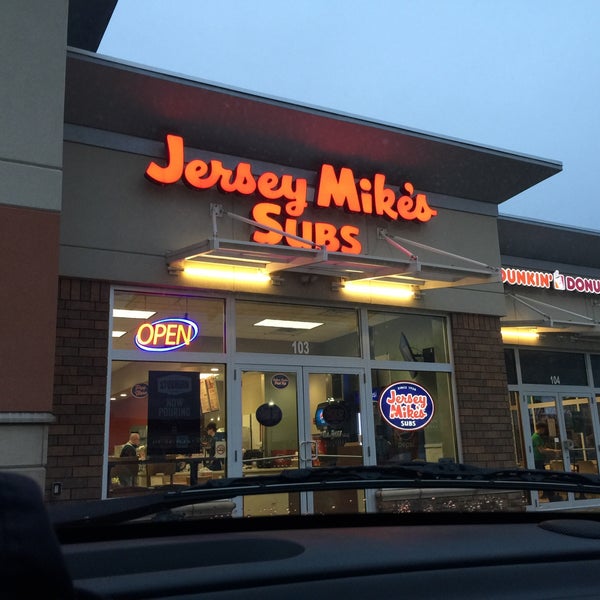 Jersey Mike's
Subs
DUNKIN' DONU
OPEN
103
104
NOW
POURING
SINCE 1956
Jersey
Mike's
SUBS